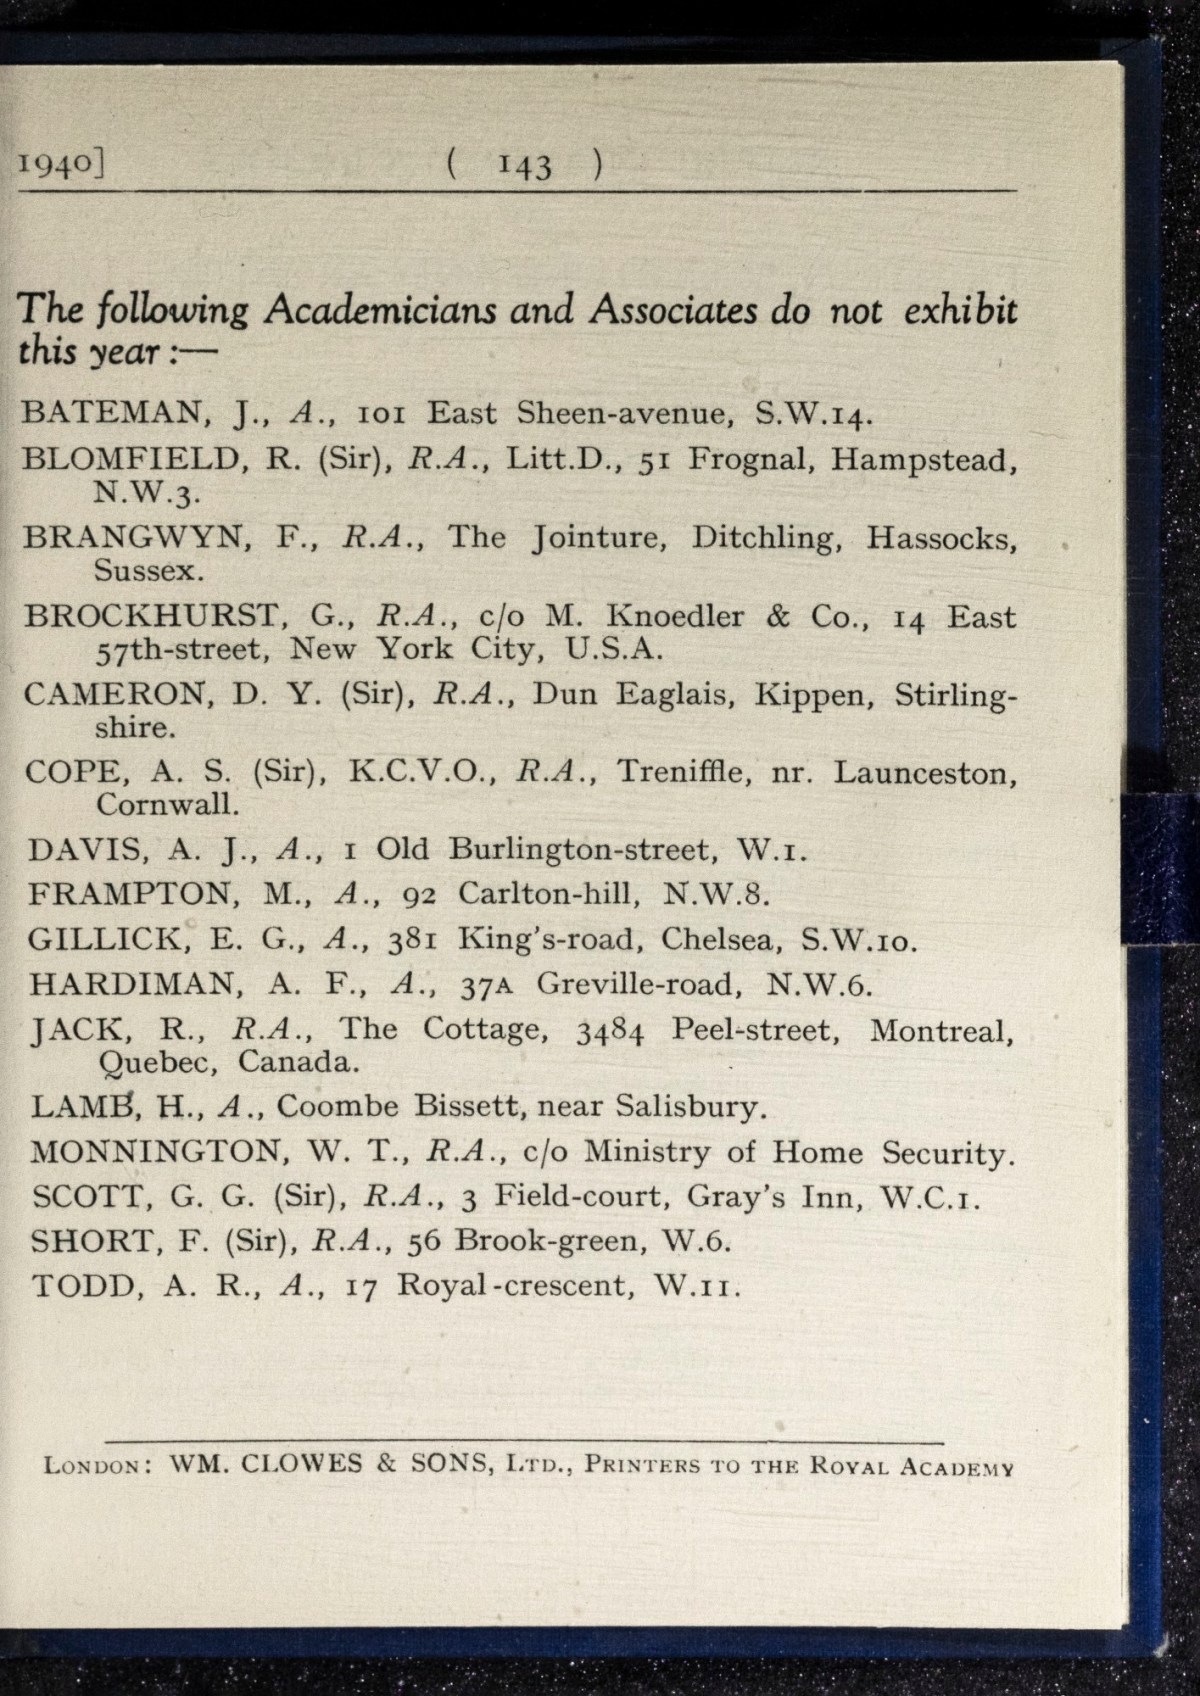 1940] ( 143 )
The following Academicians and Associates do not exhibit
this year :—
BATEMAN, J., A., 101 East Sheen-avenue, S.W.14.
BLOMFIELD, R. (Sir), R.A., Litt.D., 51 Frognal, Hampstead,
N.W.3.
BRANGWYN, F., R.A., The Jointure, Ditchling, Hassocks,
Sussex.
BROCKHURST, G., R.A., c/o M. Knoedler & Co., 14 East
57th-street, New York City, U.S.A.
CAMERON, D. Y. (Sir), R.A., Dun Eaglais, Kippen, Stirling-
shire.
COPE, A. S. (Sir), K.C.V.O., R.A., Treniffle, nr. Launceston,
Cornwall.
DAVIS, A. J., A., 1 Old Burlington-street, W.1.
FRAMPTON, M., A., 92 Carlton-hill, N.W.8.
GILLICK, E. G., A., 381 King's-road, Chelsea, S.W.10.
HARDIMAN, A. F., A., 37A Greville-road, N.W.6.
JACK, R., R.A., The Cottage, 3484 Peel-street, Montreal,
Quebec, Canada.
LAMB, H., A., Coombe Bissett, near Salisbury.
MONNINGTON, W. T., R.A., c/o Ministry of Home Security.
SCOTT, G. G. (Sir), R.A., 3 Field-court, Gray's Inn, W.C.1.
SHORT, F. (Sir), R.A., 56 Brook-green, W.6.
TODD, A. R., A., 17 Royal-crescent, W.11.
LONDON: WM. CLOWES & SONS, LTD., PRINTERS TO THE ROYAL ACADEMY